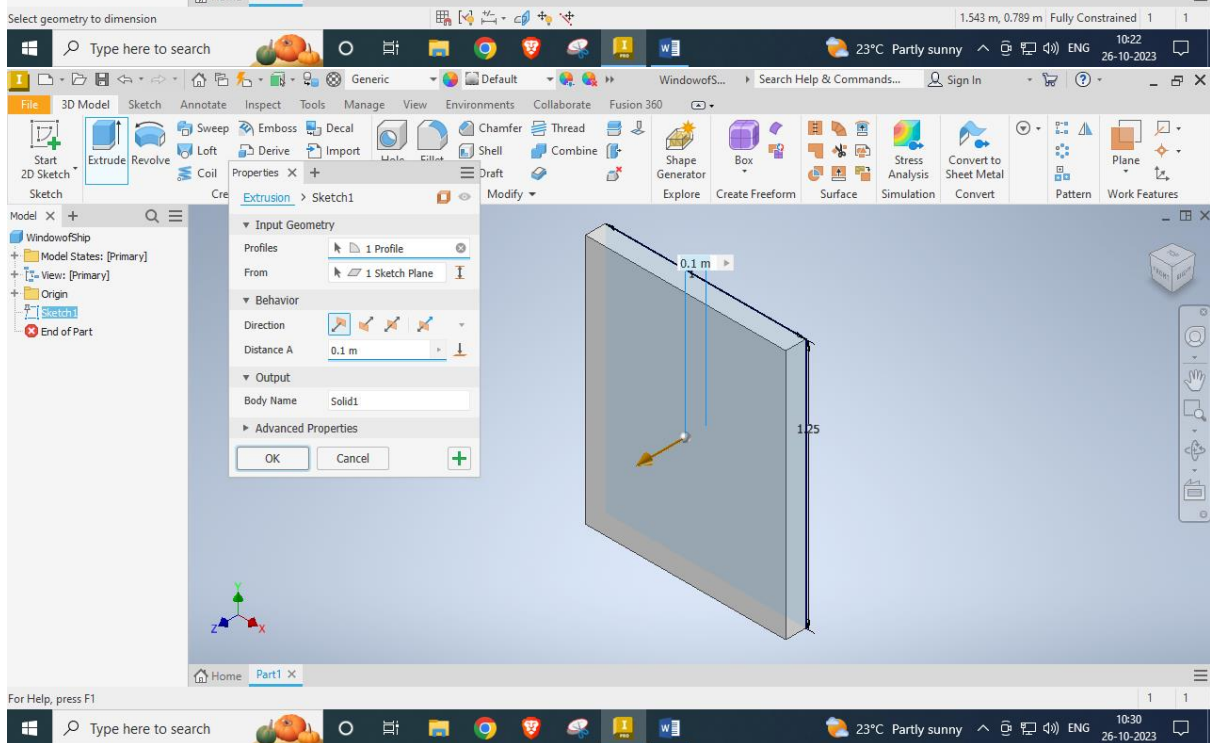 Home
Select geometry to dimension
1.543 m, 0.789 m Fully Constrained 1 1
Type here to search
23°C Partly sunny ENG 10:22
26-10-2023
Generic Default WindowofS... Search Help & Commands... Sign In
File 3D Model Sketch Annotate Inspect Tools Manage View Environments Collaborate Fusion 360
Sweep Emboss Decal Chamfer Thread
Loft Derive Import Hole Fillet Shell Combine
Start
2D Sketch
Extrude Revolve
Coil Draft
Shape
Generator
Box
Stress
Analysis
Convert to
Sheet Metal
Plane
Sketch Cre Modify Explore Create Freeform Surface Simulation Convert Pattern Work Features
Properties × +
Extrusion > Sketch1
Input Geometry
Profiles 1 Profile
From 1 Sketch Plane
Behavior
Direction
Distance A 0.1 m
Output
Body Name Solid1
Advanced Properties
OK Cancel +
Model × +
WindowofShip
Model States: [Primary]
View: [Primary]
Origin
Sketch1
End of Part
0.1 m
1
1.25
FRONT RIGHT
Y
Z X
Home Part1 ×
For Help, press F1
1 1
Type here to search
23°C Partly sunny ENG 10:30
26-10-2023